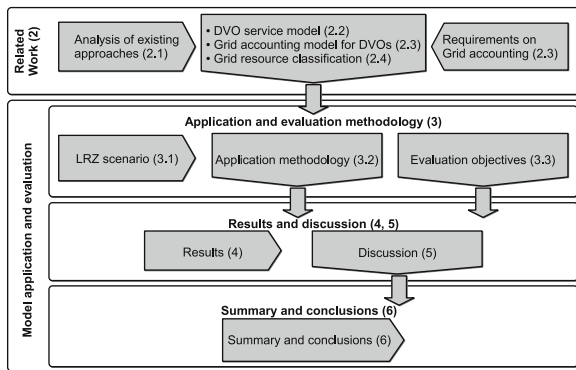 Related
Work (2)
Analysis of existing
approaches (2.1)
• DVO service model (2.2)
• Grid accounting model for DVOs (2.3)
• Grid resource classification (2.4)
Requirements on
Grid accounting (2.3)
Model application and evaluation
Application and evaluation methodology (3)
LRZ scenario (3.1)
Application methodology (3.2)
Evaluation objectives (3.3)
Results and discussion (4, 5)
Results (4)
Discussion (5)
Summary and conclusions (6)
Summary and conclusions (6)